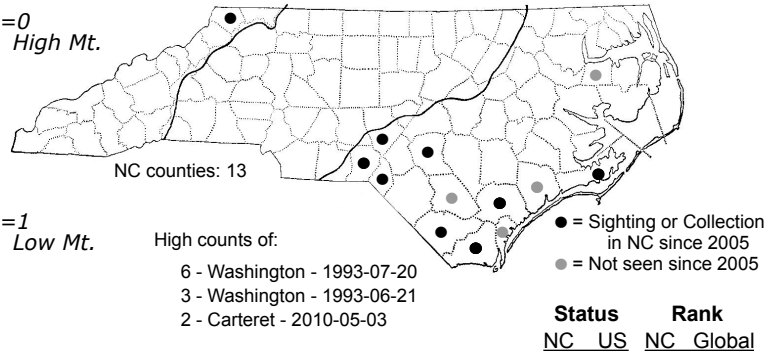 =0
High Mt.
NC counties: 13
=1
Low Mt.
High counts of:
6 - Washington - 1993-07-20
3 - Washington - 1993-06-21
2 - Carteret - 2010-05-03
● = Sighting or Collection
in NC since 2005
● = Not seen since 2005
Status Rank
NC US NC Global